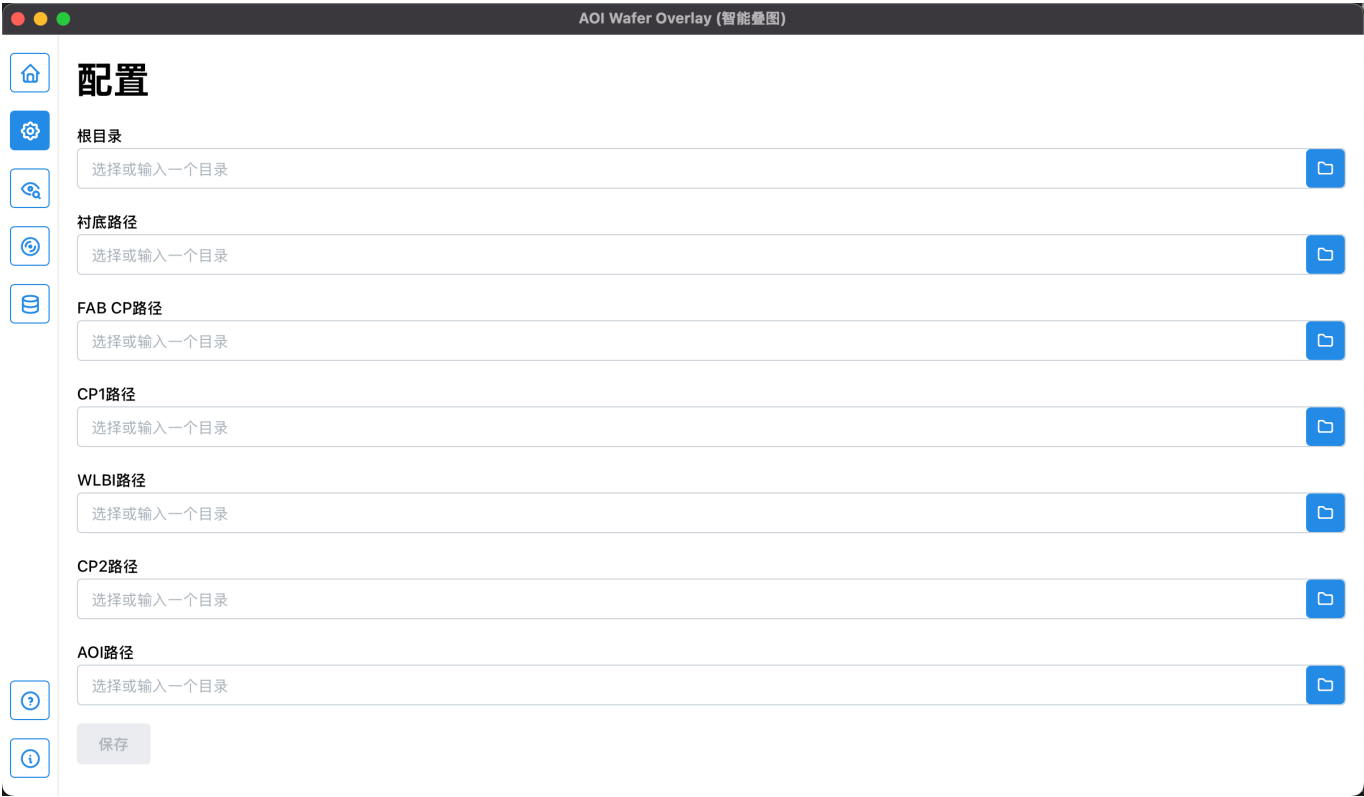 AOI Wafer Overlay (智能叠图)
配置
根目录
选择或输入一个目录
衬底路径
选择或输入一个目录
FAB CP路径
选择或输入一个目录
CP1路径
选择或输入一个目录
WLBI路径
选择或输入一个目录
CP2路径
选择或输入一个目录
AOI路径
选择或输入一个目录
保存